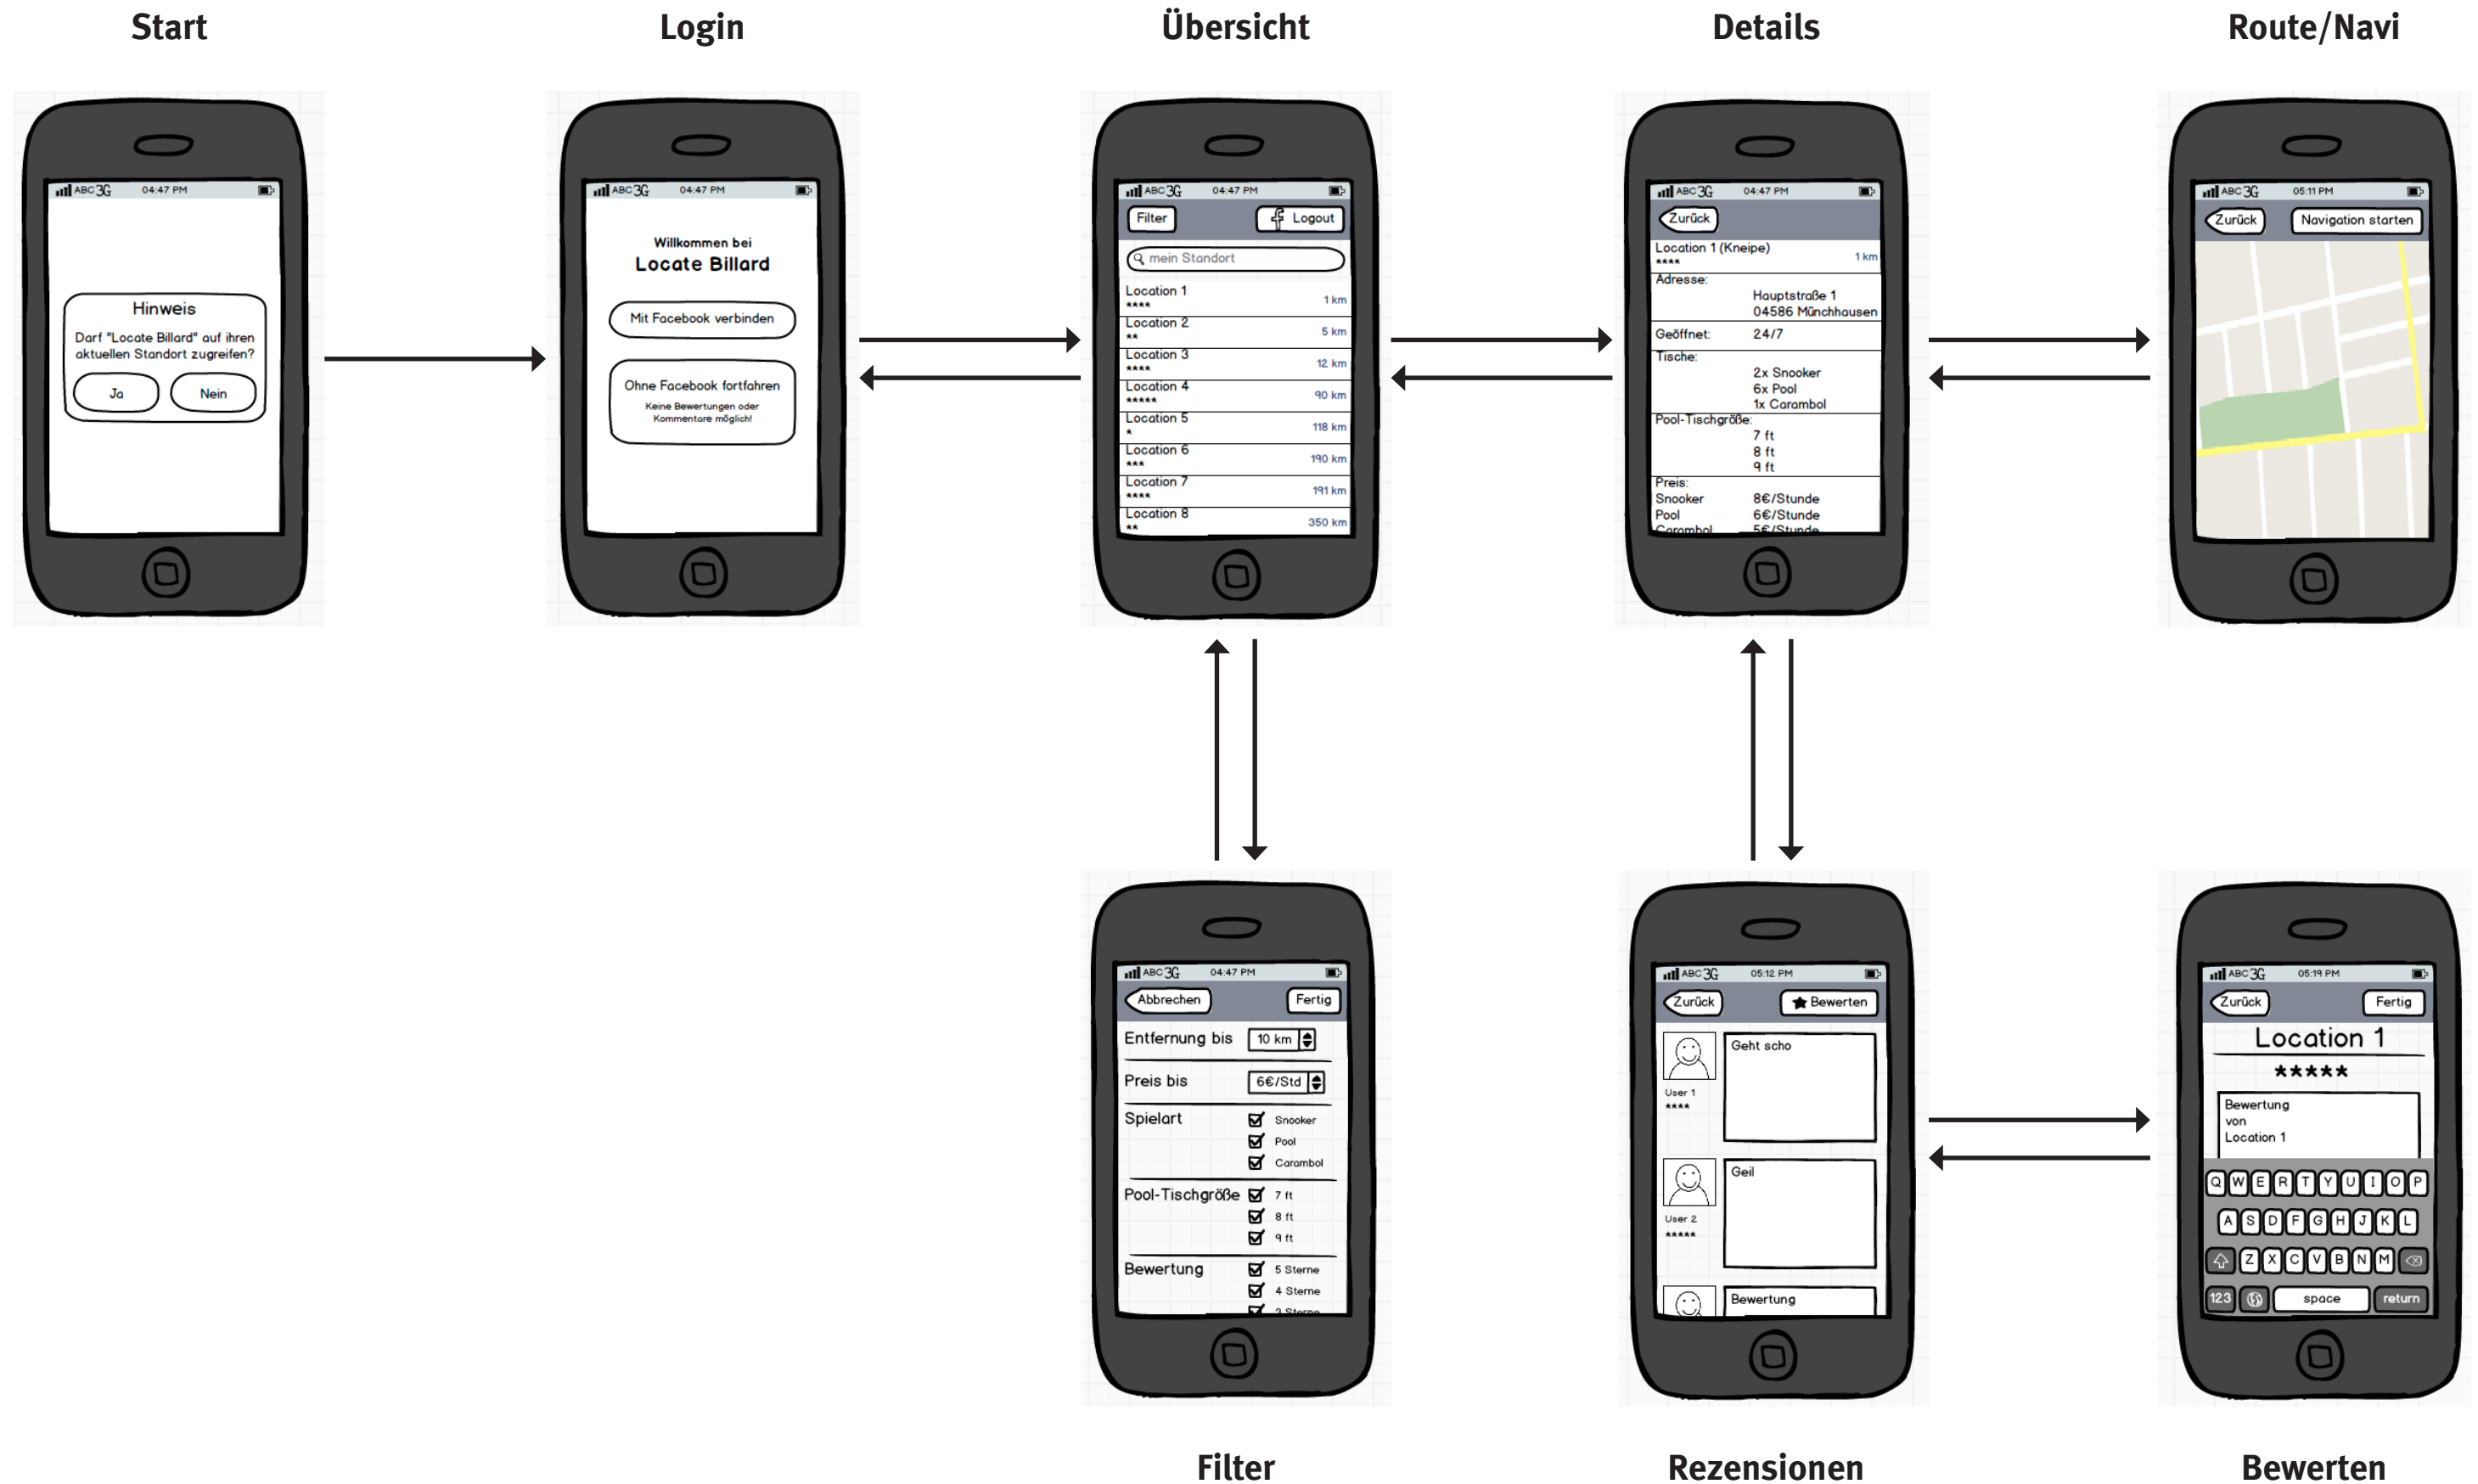 Start
Login
Übersicht
Details
Route/Navi
ABC 3G 04:47 PM
Hinweis
Darf "Locate Billard" auf ihren
aktuellen Standort zugreifen?
Ja Nein
ABC 3G 04:47 PM
Willkommen bei
Locate Billard
Mit Facebook verbinden
Ohne Facebook fortfahren
Keine Bewertungen oder
Kommentare möglich!
ABC 3G 04:47 PM
Filter f Logout
mein Standort
Location 1
**** 1 km
Location 2
** 5 km
Location 3
**** 12 km
Location 4
***** 90 km
Location 5
* 118 km
Location 6
*** 190 km
Location 7
**** 191 km
Location 8
** 350 km
ABC 3G 04:47 PM
Zurück
Location 1 (Kneipe)
**** 1 km
Adresse:
Hauptstraße 1
04586 Münchhausen
Geöffnet: 24/7
Tische:
2x Snooker
6x Pool
1x Carambol
Pool-Tischgröße:
7 ft
8 ft
9 ft
Preis:
Snooker 8€/Stunde
Pool 6€/Stunde
Carambol 5€/Stunde
ABC 3G 05:11 PM
Zurück Navigation starten
ABC 3G 04:47 PM
Abbrechen Fertig
Entfernung bis 10 km
Preis bis 6€/Std
Spielart Snooker
Pool
Carambol
Pool-Tischgröße 7 ft
8 ft
9 ft
Bewertung 5 Sterne
4 Sterne
3 Sterne
ABC 3G 05:12 PM
Zurück Bewerten
Geht scho
User 1
****
Geil
User 2
*****
Bewertung
ABC 3G 05:19 PM
Zurück Fertig
Location 1
*****
Bewertung
von
Location 1
Q W E R T Y U I O P
A S D F G H J K L
Z X C V B N M
123 space return
Filter
Rezensionen
Bewerten